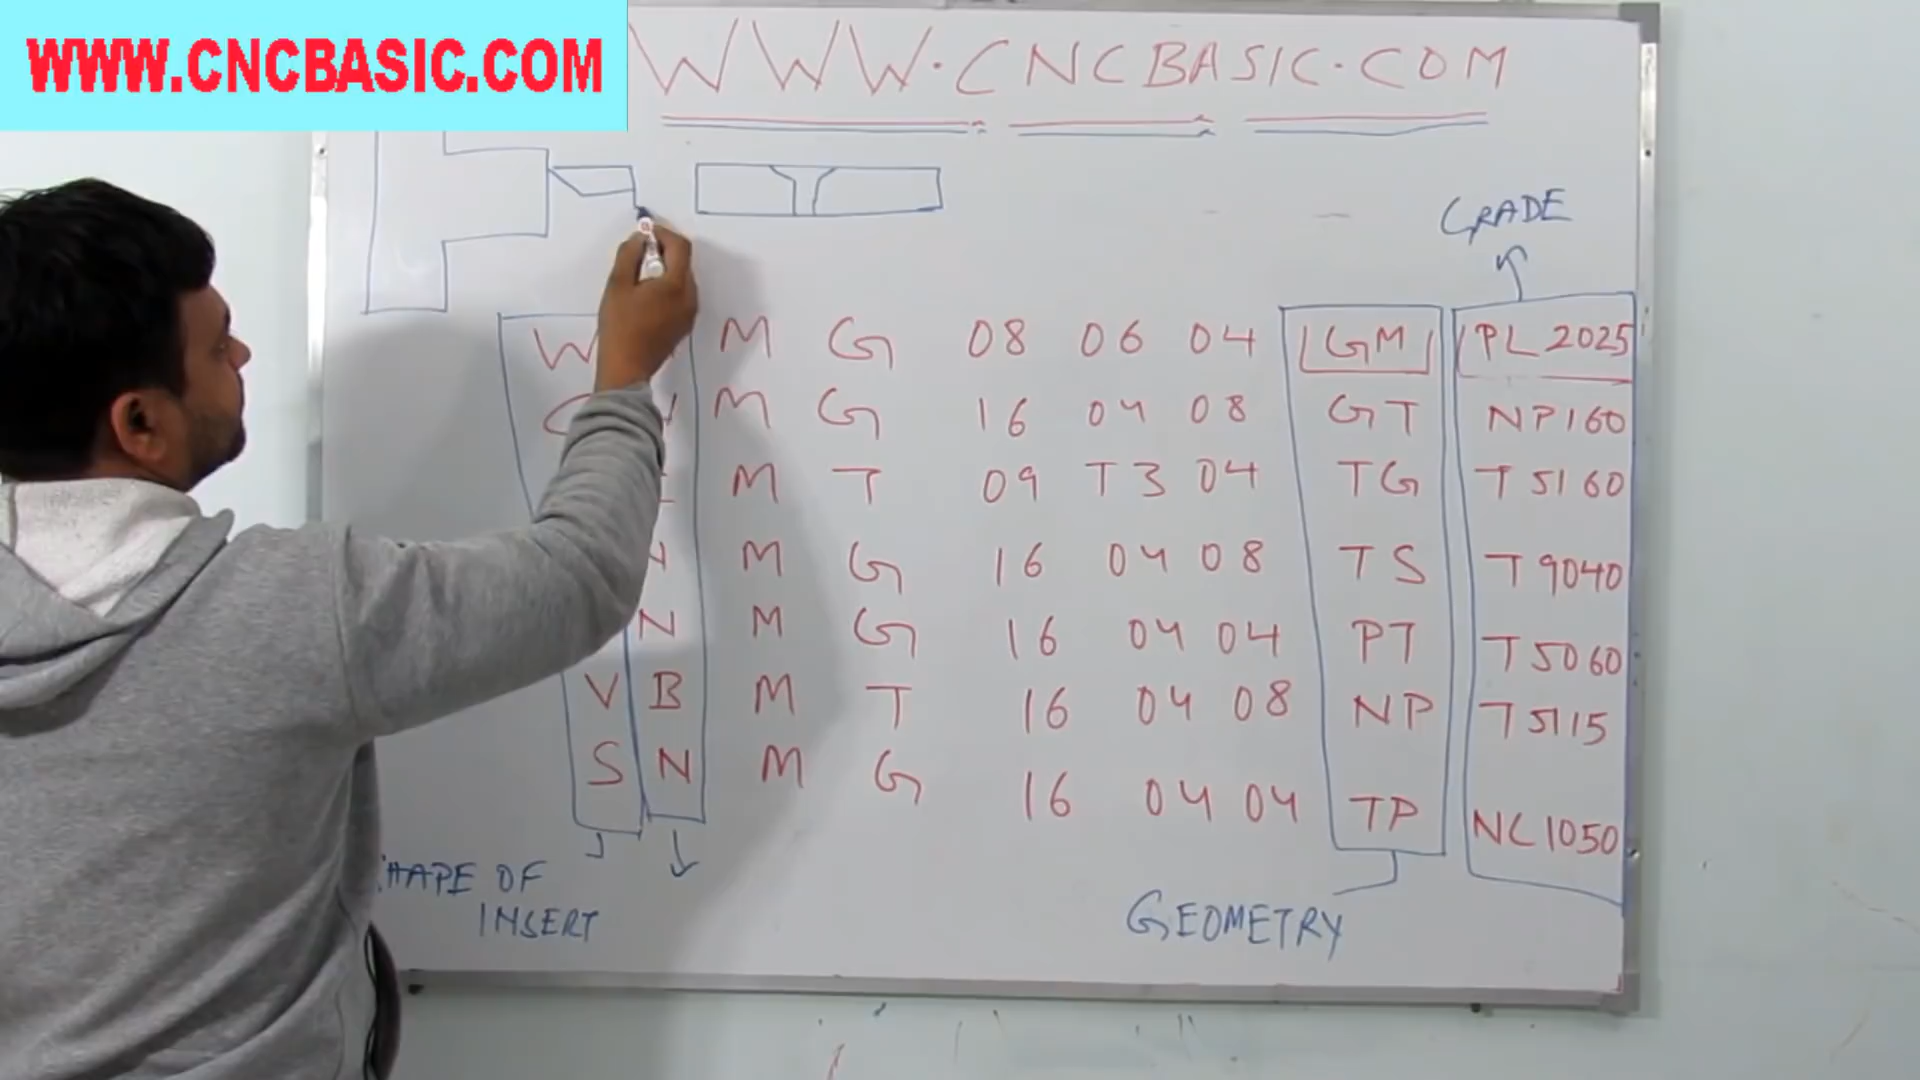 WWW.CNCBASIC.COM
WWW.CNCBASIC.COM
GRADE
W M G 08 06 04 GM PL2025
M G 16 04 08 GT NP160
M T 09 T3 04 TG T5160
N M G 16 04 08 TS T9040
N M G 16 04 04 PT T5060
V B M T 16 04 08 NP T5115
S N M G 16 04 04 TP NC1050
HAPE OF
INSERT
GEOMETRY